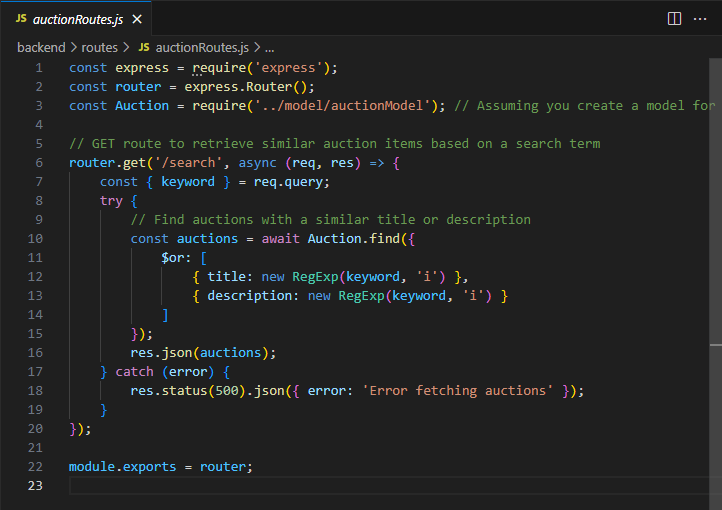 JS auctionRoutes.js ×
backend > routes > JS auctionRoutes.js > ...
1 const express = require('express');
2 const router = express.Router();
3 const Auction = require('../model/auctionModel'); // Assuming you create a model for
4
5 // GET route to retrieve similar auction items based on a search term
6 router.get('/search', async (req, res) => {
7 const { keyword } = req.query;
8 try {
9 // Find auctions with a similar title or description
10 const auctions = await Auction.find({
11 $or: [
12 { title: new RegExp(keyword, 'i') },
13 { description: new RegExp(keyword, 'i') }
14 ]
15 });
16 res.json(auctions);
17 } catch (error) {
18 res.status(500).json({ error: 'Error fetching auctions' });
19 }
20 });
21
22 module.exports = router;
23